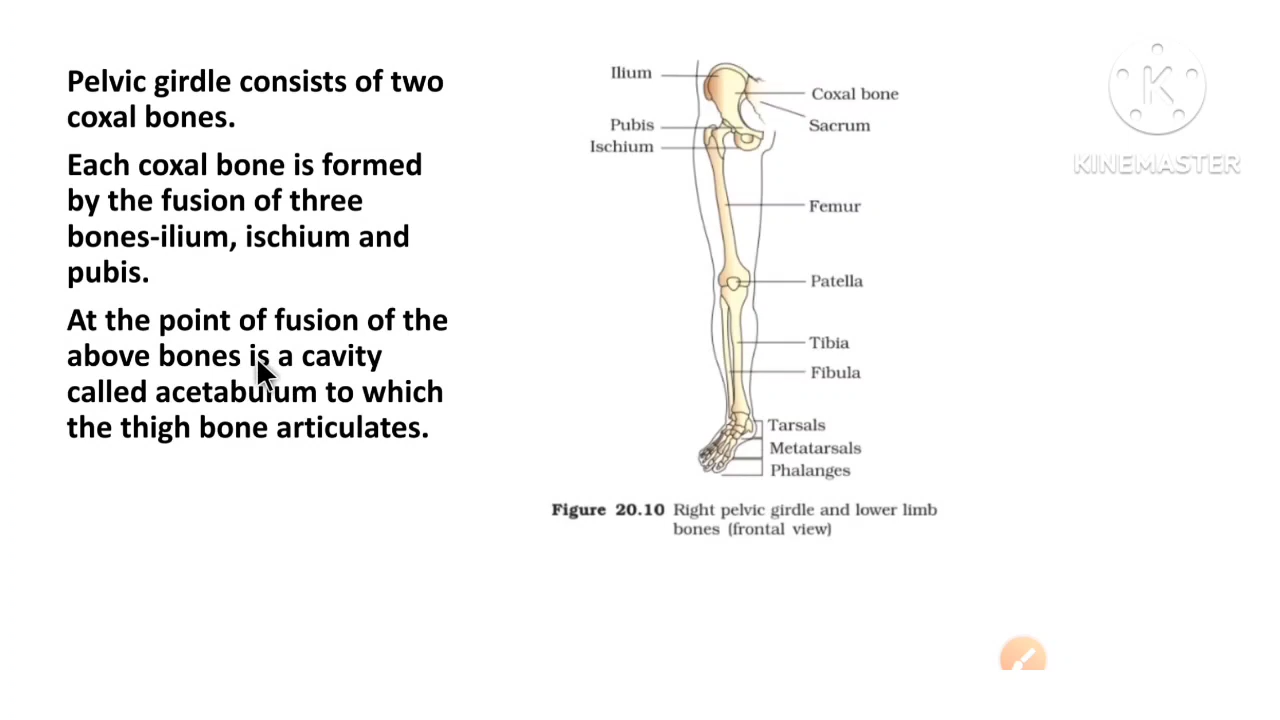 Pelvic girdle consists of two
coxal bones.
Each coxal bone is formed
by the fusion of three
bones-ilium, ischium and
pubis.
At the point of fusion of the
above bones is a cavity
called acetabulum to which
the thigh bone articulates.
Ilium
Coxal bone
Sacrum
Pubis
Ischium
Femur
Patella
Tibia
Fibula
Tarsals
Metatarsals
Phalanges
Figure 20.10 Right pelvic girdle and lower limb
bones (frontal view)
K
KINEMASTER